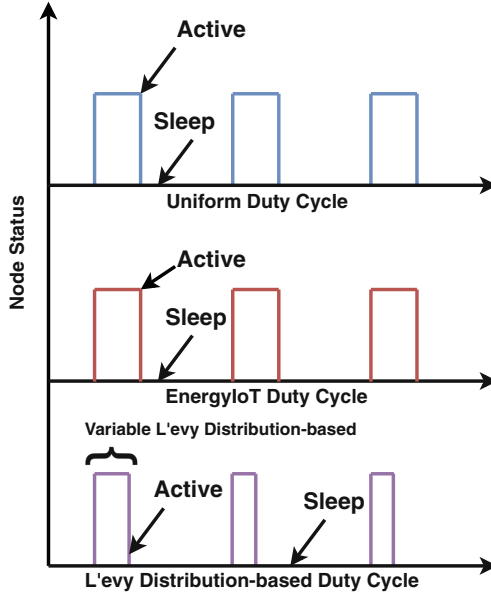 Active
Sleep
Uniform Duty Cycle
Node Status
Active
Sleep
EnergyIoT Duty Cycle
Variable L'evy Distribution-based
Active
Sleep
L'evy Distribution-based Duty Cycle